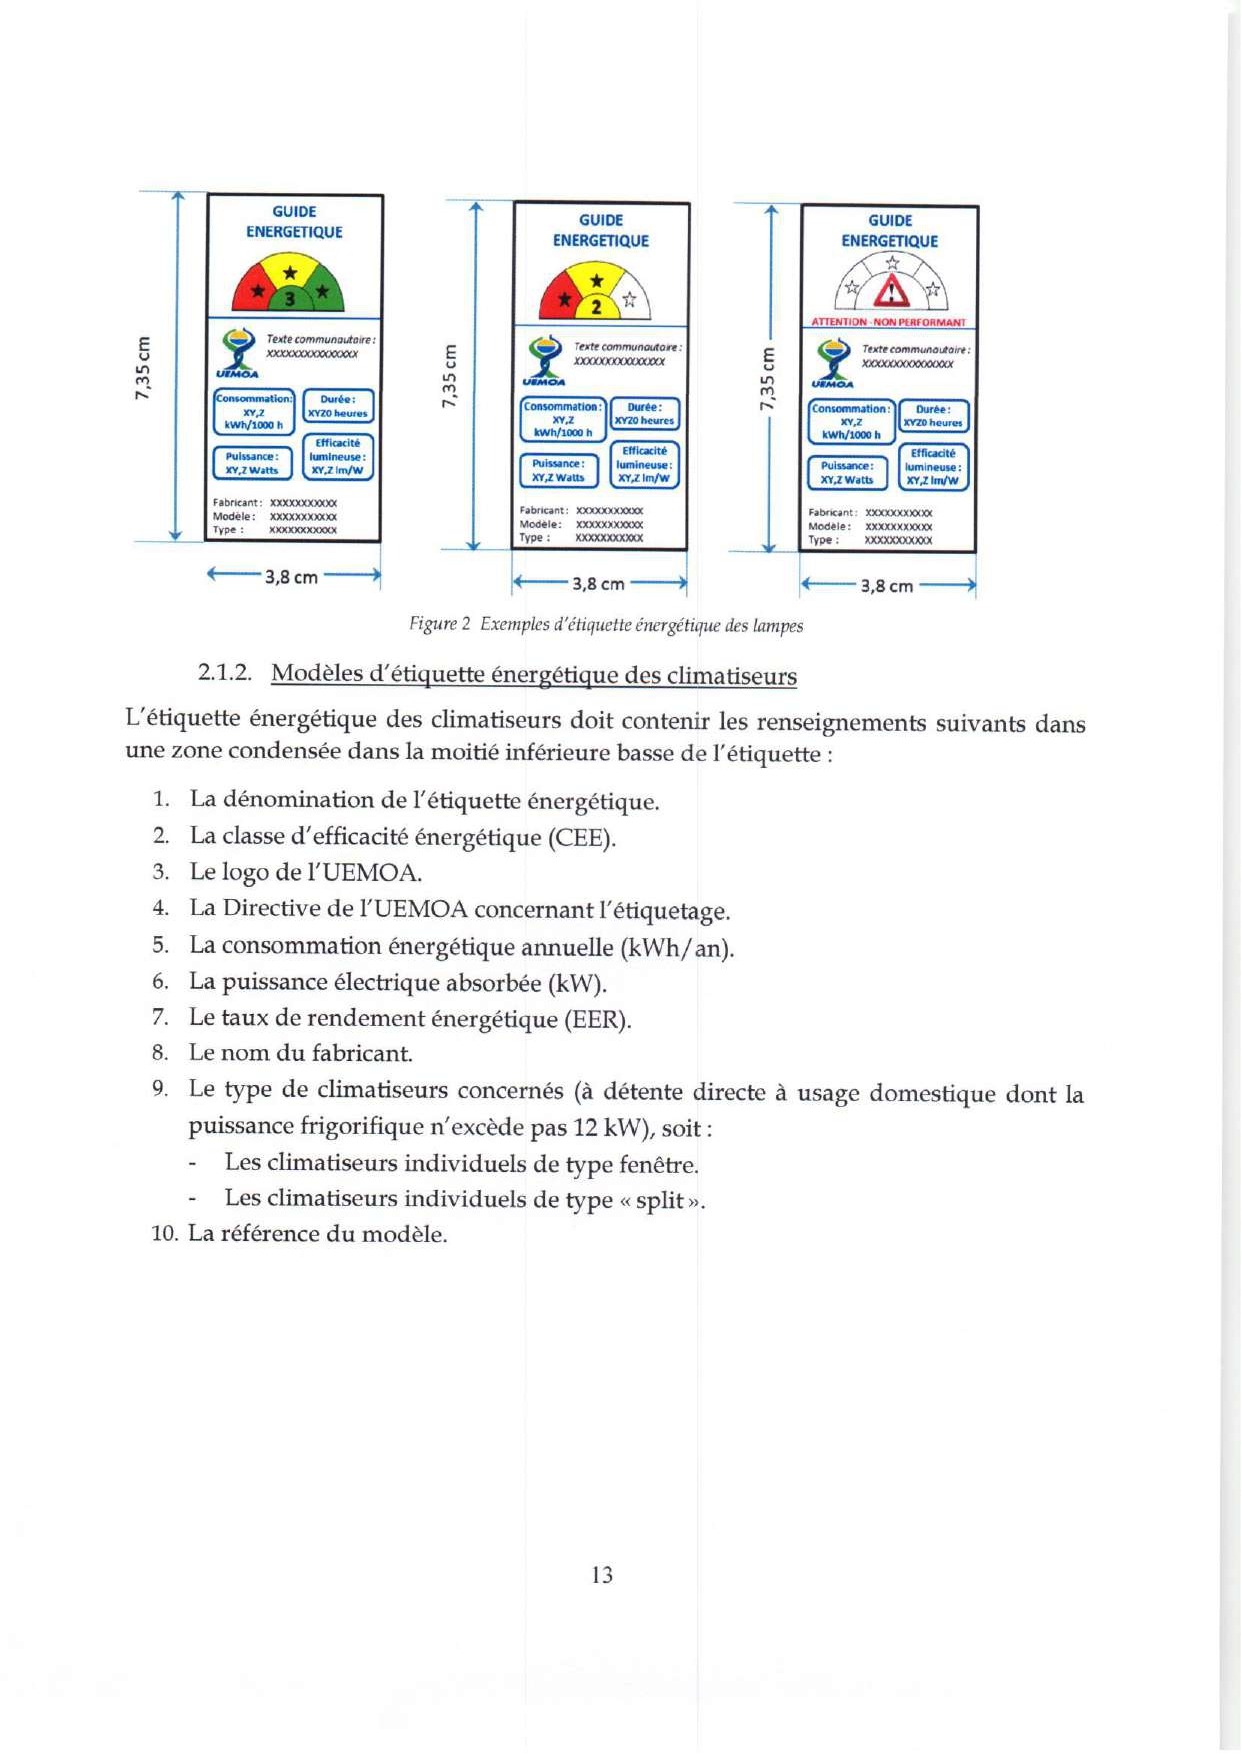 GUIDE
ENERGETIQUE
3
Texte communautaire :
XXXXXXXXXXXXXXX
UEMOA
Consommation:
XY,Z
kWh/1000 h
Durée :
XYZ0 heures
Puissance :
XY,Z Watts
Efficacité
lumineuse :
XY,Z lm/W
Fabricant : XXXXXXXXXXX
Modèle : XXXXXXXXXXX
Type : XXXXXXXXXXX
7,35 cm
3,8 cm
GUIDE
ENERGETIQUE
2
Texte communautaire :
XXXXXXXXXXXXXXX
UEMOA
Consommation :
XY,Z
kWh/1000 h
Durée :
XYZ0 heures
Puissance :
XY,Z Watts
Efficacité
lumineuse :
XY,Z lm/W
Fabricant : XXXXXXXXXXX
Modèle : XXXXXXXXXXX
Type : XXXXXXXXXXX
7,35 cm
3,8 cm
GUIDE
ENERGETIQUE
!
ATTENTION - NON PERFORMANT
Texte communautaire :
XXXXXXXXXXXXXXX
UEMOA
Consommation :
XY,Z
kWh/1000 h
Durée :
XYZ0 heures
Puissance :
XY,Z Watts
Efficacité
lumineuse :
XY,Z lm/W
Fabricant : XXXXXXXXXXX
Modèle : XXXXXXXXXXX
Type : XXXXXXXXXXX
7,35 cm
3,8 cm
Figure 2 Exemples d'étiquette énergétique des lampes
2.1.2. Modèles d'étiquette énergétique des climatiseurs
L'étiquette énergétique des climatiseurs doit contenir les renseignements suivants dans
une zone condensée dans la moitié inférieure basse de l'étiquette :
1. La dénomination de l'étiquette énergétique.
2. La classe d'efficacité énergétique (CEE).
3. Le logo de l'UEMOA.
4. La Directive de l'UEMOA concernant l'étiquetage.
5. La consommation énergétique annuelle (kWh/an).
6. La puissance électrique absorbée (kW).
7. Le taux de rendement énergétique (EER).
8. Le nom du fabricant.
9. Le type de climatiseurs concernés (à détente directe à usage domestique dont la
puissance frigorifique n'excède pas 12 kW), soit :
- Les climatiseurs individuels de type fenêtre.
- Les climatiseurs individuels de type « split ».
10. La référence du modèle.
13